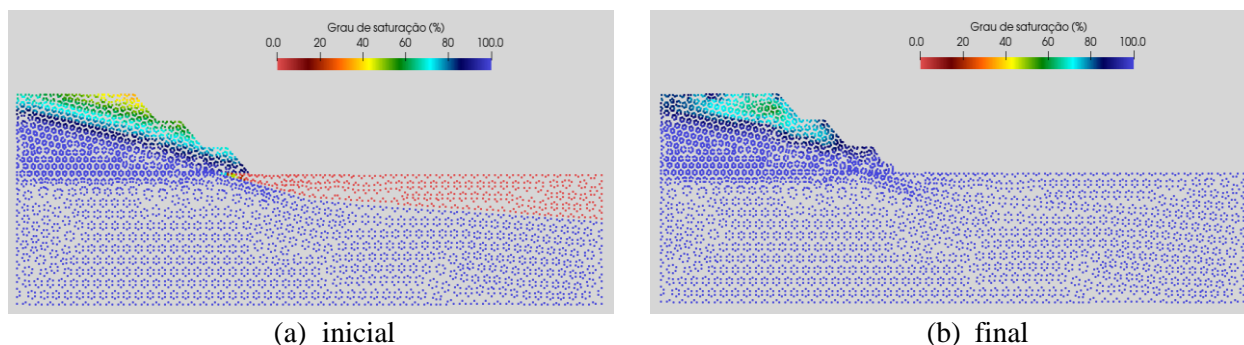 Grau de saturação (%)
0.0 20 40 60 80 100.0
Grau de saturação (%)
0.0 20 40 60 80 100.0
(a) inicial
(b) final